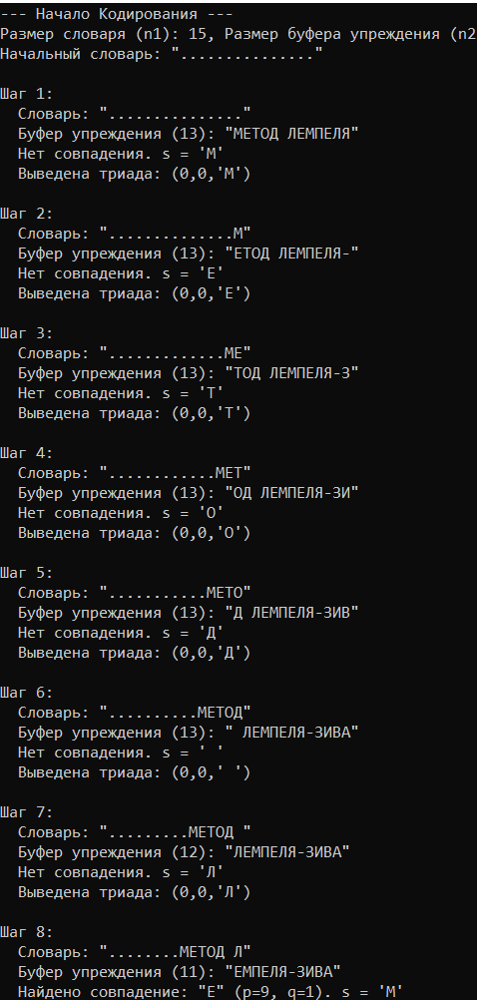 --- Начало Кодирования ---
Размер словаря (n1): 15, Размер буфера упреждения (n2
Начальный словарь: "..............."
Шаг 1:
Словарь: "..............."
Буфер упреждения (13): "МЕТОД ЛЕМПЕЛЯ"
Нет совпадения. s = 'М'
Выведена триада: (0,0,'М')
Шаг 2:
Словарь: "..............М"
Буфер упреждения (13): "ЕТОД ЛЕМПЕЛЯ-"
Нет совпадения. s = 'Е'
Выведена триада: (0,0,'Е')
Шаг 3:
Словарь: ".............МЕ"
Буфер упреждения (13): "ТОД ЛЕМПЕЛЯ-З"
Нет совпадения. s = 'Т'
Выведена триада: (0,0,'Т')
Шаг 4:
Словарь: "............МЕТ"
Буфер упреждения (13): "ОД ЛЕМПЕЛЯ-ЗИ"
Нет совпадения. s = 'О'
Выведена триада: (0,0,'О')
Шаг 5:
Словарь: "...........МЕТО"
Буфер упреждения (13): "Д ЛЕМПЕЛЯ-ЗИВ"
Нет совпадения. s = 'Д'
Выведена триада: (0,0,'Д')
Шаг 6:
Словарь: "..........МЕТОД"
Буфер упреждения (13): " ЛЕМПЕЛЯ-ЗИВА"
Нет совпадения. s = ' '
Выведена триада: (0,0,' ')
Шаг 7:
Словарь: ".........МЕТОД "
Буфер упреждения (12): "ЛЕМПЕЛЯ-ЗИВА"
Нет совпадения. s = 'Л'
Выведена триада: (0,0,'Л')
Шаг 8:
Словарь: "........МЕТОД Л"
Буфер упреждения (11): "ЕМПЕЛЯ-ЗИВА"
Найдено совпадение: "Е" (p=9, q=1). s = 'М'